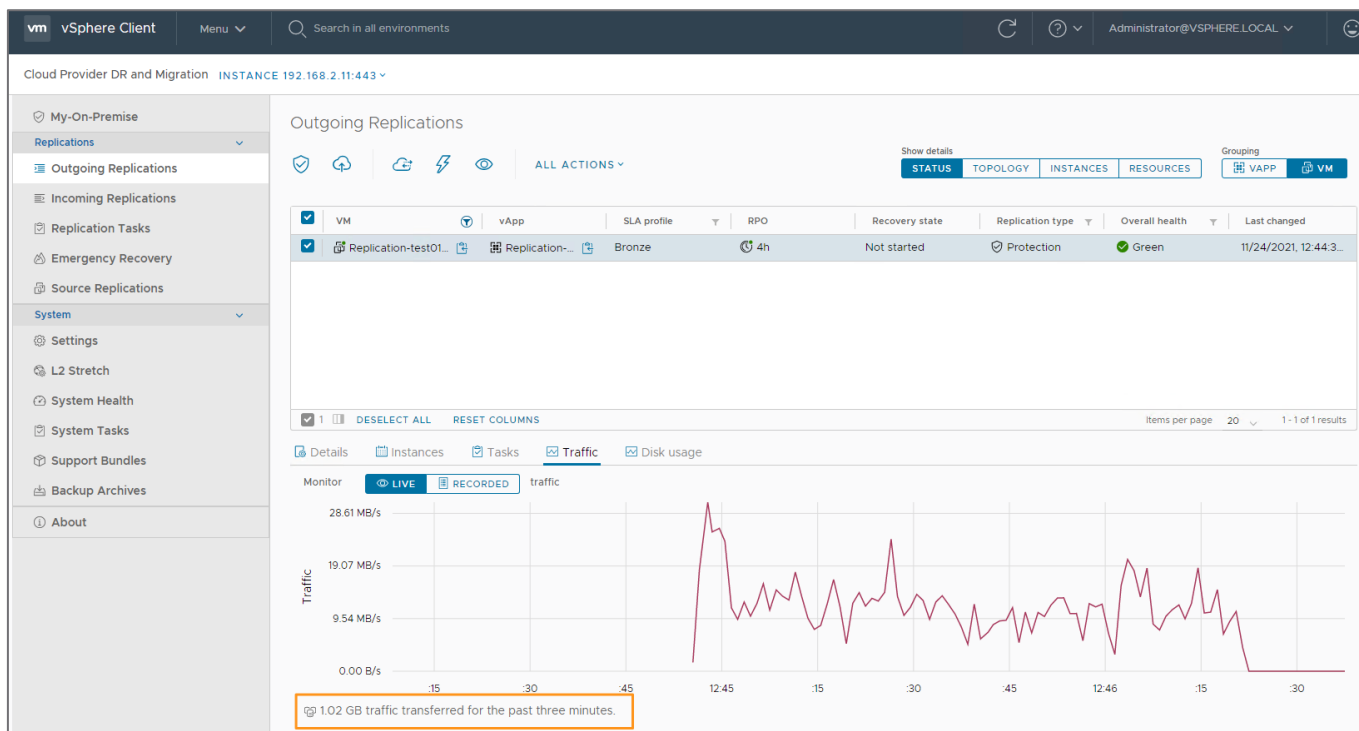 vm vSphere Client Menu Search in all environments Administrator@VSPHERE.LOCAL
Cloud Provider DR and Migration INSTANCE 192.168.2.11:443
My-On-Premise
Replications
Outgoing Replications
Incoming Replications
Replication Tasks
Emergency Recovery
Source Replications
System
Settings
L2 Stretch
System Health
System Tasks
Support Bundles
Backup Archives
About
Outgoing Replications
ALL ACTIONS
Show details
STATUS TOPOLOGY INSTANCES RESOURCES
Grouping
VAPP VM
VM vApp SLA profile RPO Recovery state Replication type Overall health Last changed
Replication-test01... Replication-... Bronze 4h Not started Protection Green 11/24/2021, 12:44:3...
1 DESELECT ALL RESET COLUMNS Items per page 20 1 - 1 of 1 results
Details Instances Tasks Traffic Disk usage
Monitor LIVE RECORDED traffic
Traffic
28.61 MB/s
19.07 MB/s
9.54 MB/s
0.00 B/s
:15 :30 :45 12:45 :15 :30 :45 12:46 :15 :30
1.02 GB traffic transferred for the past three minutes.